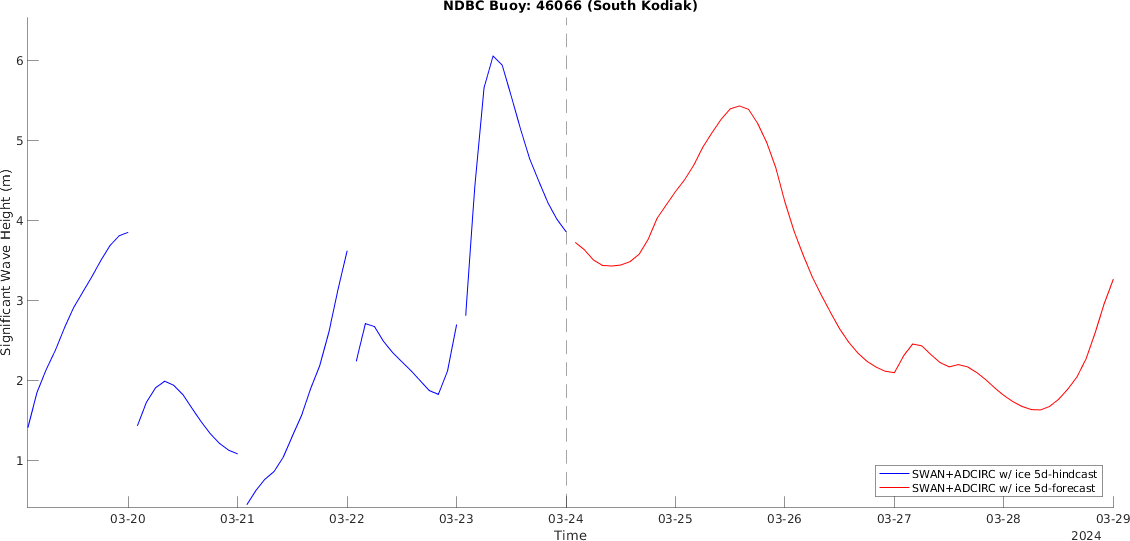 NDBC Buoy: 46066 (South Kodiak)
Significant Wave Height (m)
6
5
4
3
2
1
SWAN+ADCIRC w/ ice 5d-hindcast
SWAN+ADCIRC w/ ice 5d-forecast
03-20 03-21 03-22 03-23 03-24 03-25 03-26 03-27 03-28 03-29
Time
2024